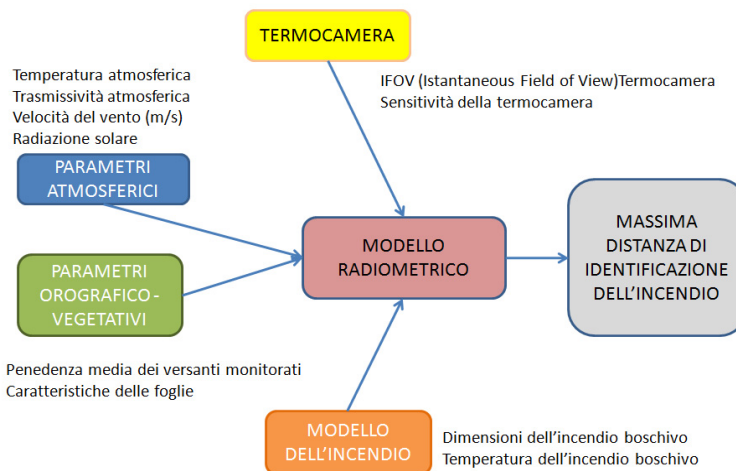 TERMOCAMERA
Temperatura atmosferica
Trasmissività atmosferica
Velocità del vento (m/s)
Radiazione solare
IFOV (Istantaneous Field of View)Termocamera
Sensitività della termocamera
PARAMETRI
ATMOSFERICI
MODELLO
RADIOMETRICO
MASSIMA
DISTANZA DI
IDENTIFICAZIONE
DELL'INCENDIO
PARAMETRI
OROGRAFICO-
VEGETATIVI
Penedenza media dei versanti monitorati
Caratteristiche delle foglie
MODELLO
DELL'INCENDIO
Dimensioni dell'incendio boschivo
Temperatura dell'incendio boschivo